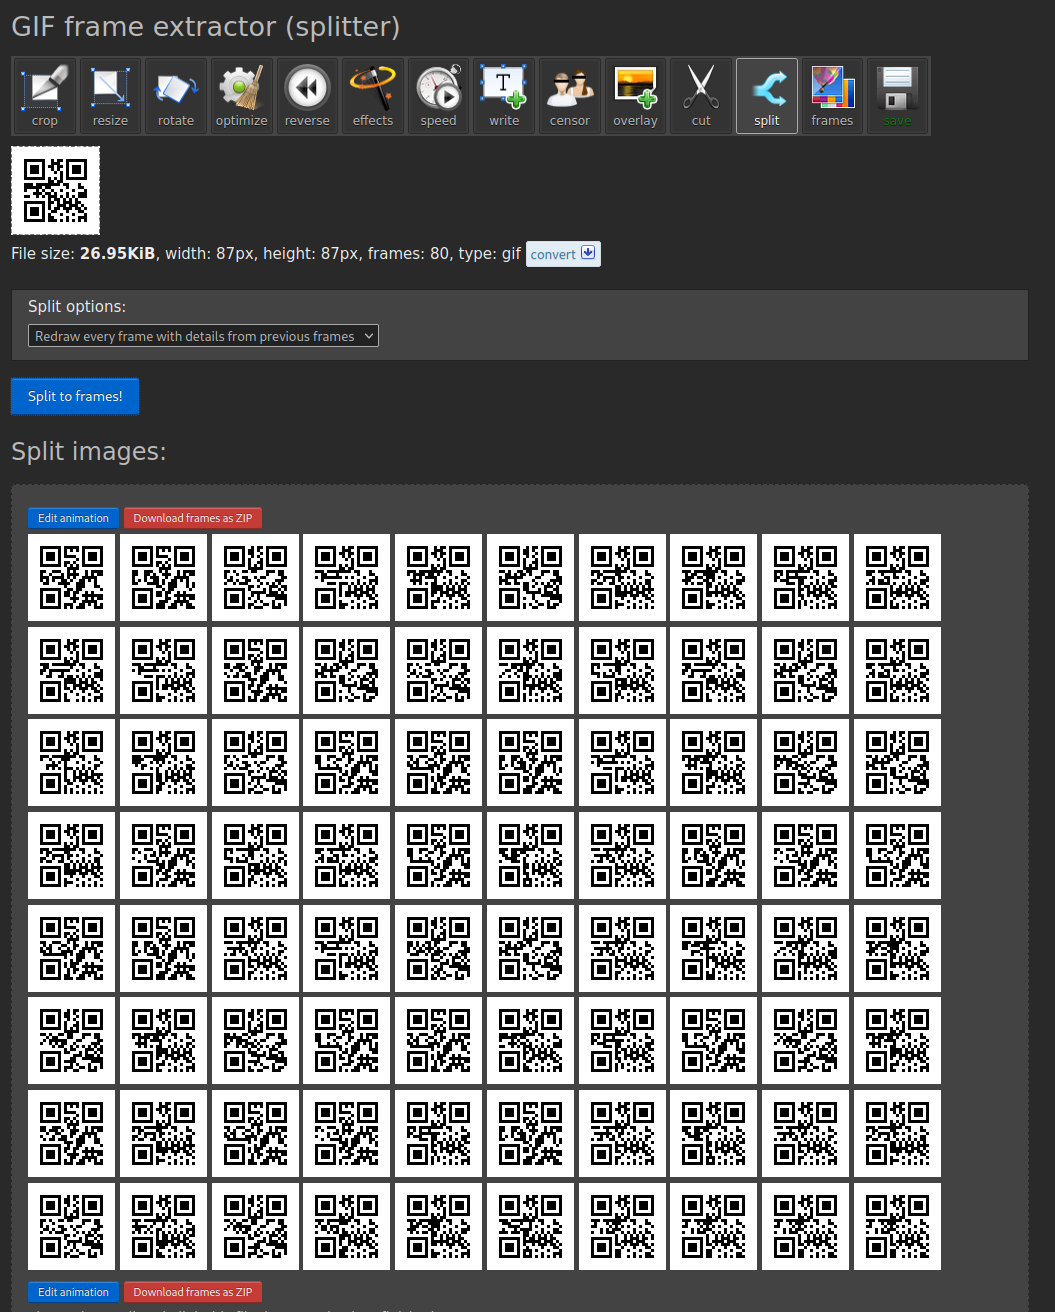 GIF frame extractor (splitter)
crop resize rotate optimize reverse effects speed write censor overlay cut split frames save
File size: 26.95KiB, width: 87px, height: 87px, frames: 80, type: gif convert
Split options:
Redraw every frame with details from previous frames
Split to frames!
Split images:
Edit animation Download frames as ZIP
Edit animation Download frames as ZIP